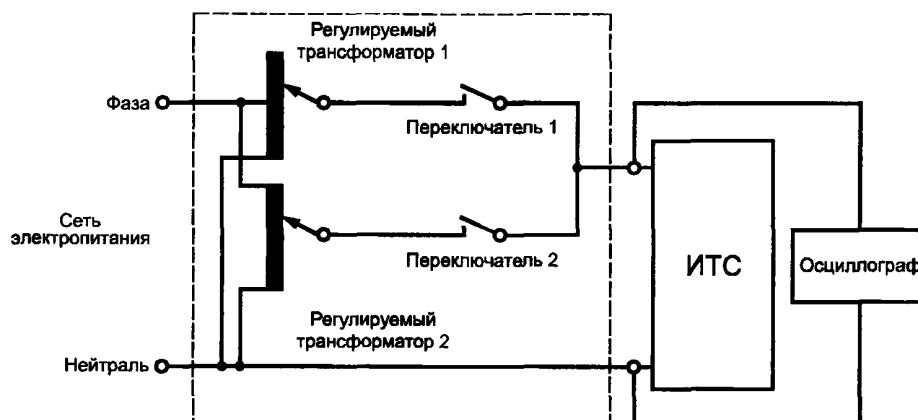 Регулируемый
трансформатор 1
Фаза
Переключатель 1
Сеть
электропитания
Переключатель 2
ИТС
Осциллограф
Регулируемый
трансформатор 2
Нейтраль